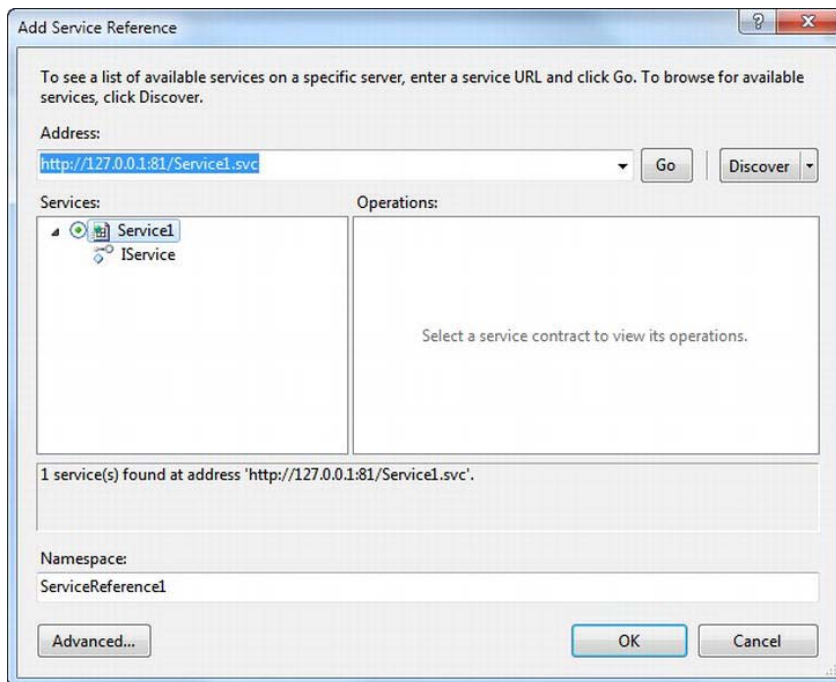 Add Service Reference
To see a list of available services on a specific server, enter a service URL and click Go. To browse for available
services, click Discover.
Address:
http://127.0.0.1:81/Service1.svc
Go
Discover
Services:
Operations:
Service1
IService
Select a service contract to view its operations.
1 service(s) found at address 'http://127.0.0.1:81/Service1.svc'.
Namespace:
ServiceReference1
Advanced...
OK
Cancel